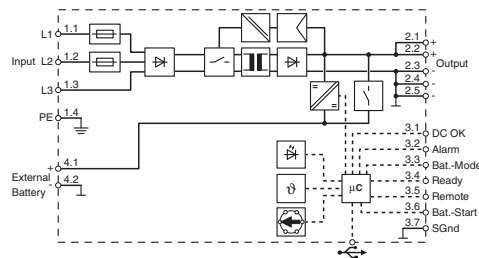 L1 1.1
Input L2 1.2
L3 1.3
PE 1.4
+ 4.1
External
Battery - 4.2
2.1 +
2.2 +
Output
2.3 -
2.4 -
2.5 -
3.1 DC OK
3.2 Alarm
3.3 Bat.-Mode
3.4 Ready
3.5 Remote
3.6 Bat.-Start
3.7 SGnd
= =
ϑ
µC